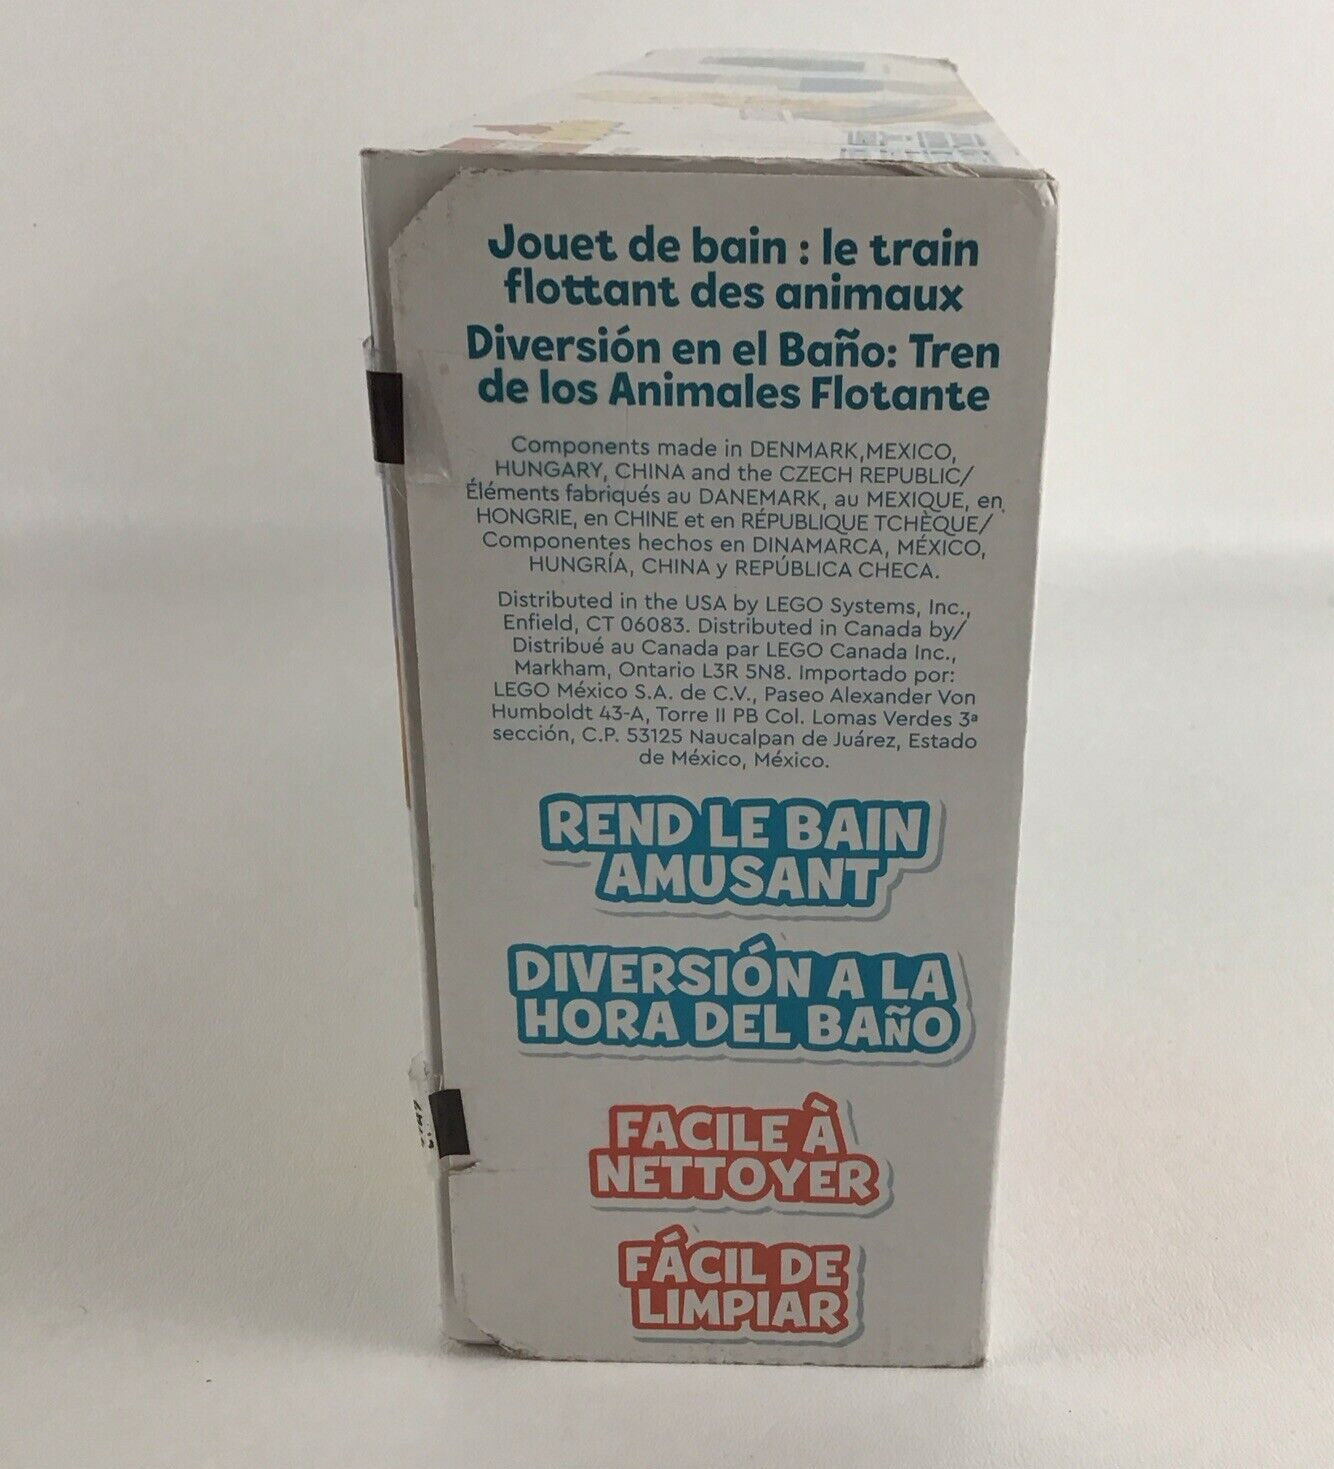 Jouet de bain : le train
flottant des animaux
Diversión en el Baño: Tren
de los Animales Flotante
Components made in DENMARK,MEXICO,
HUNGARY, CHINA and the CZECH REPUBLIC/
Éléments fabriqués au DANEMARK, au MEXIQUE, en
HONGRIE, en CHINE et en RÉPUBLIQUE TCHÈQUE/
Componentes hechos en DINAMARCA, MÉXICO,
HUNGRÍA, CHINA y REPÚBLICA CHECA.
Distributed in the USA by LEGO Systems, Inc.,
Enfield, CT 06083. Distributed in Canada by/
Distribué au Canada par LEGO Canada Inc.,
Markham, Ontario L3R 5N8. Importado por:
LEGO México S.A. de C.V., Paseo Alexander Von
Humboldt 43-A, Torre II PB Col. Lomas Verdes 3ª
sección, C.P. 53125 Naucalpan de Juárez, Estado
de México, México.
REND LE BAIN
AMUSANT
DIVERSIÓN A LA
HORA DEL BAÑO
FACILE À
NETTOYER
FÁCIL DE
LIMPIAR